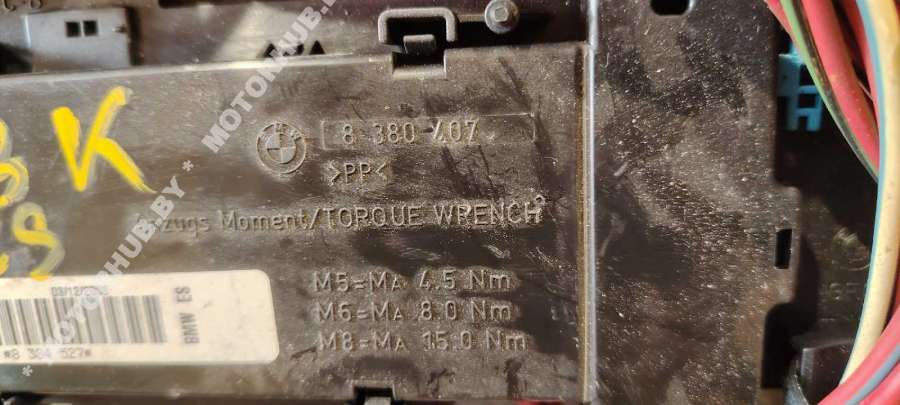 8 380 407
>PP<
Moment/TORQUE WRENCH
M5=MA 4.5 Nm
M6=MA 8.0 Nm
M8=MA 15.0 Nm
K
BMW ES
*8 384 527*
MOTORHUB.BY * MOTORHUB.BY